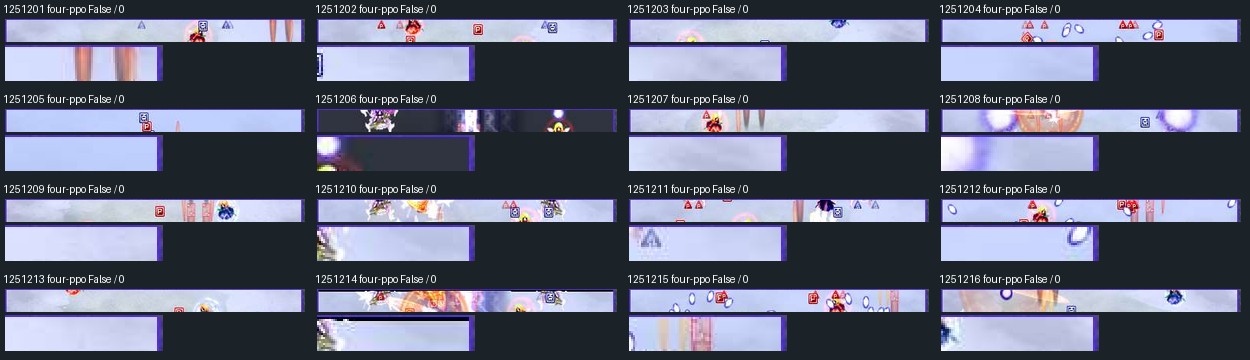 1251201 four-ppo False / 0
1251202 four-ppo False / 0
1251203 four-ppo False / 0
1251204 four-ppo False / 0
1251205 four-ppo False / 0
1251206 four-ppo False / 0
1251207 four-ppo False / 0
1251208 four-ppo False / 0
1251209 four-ppo False / 0
1251210 four-ppo False / 0
1251211 four-ppo False / 0
1251212 four-ppo False / 0
1251213 four-ppo False / 0
1251214 four-ppo False / 0
1251215 four-ppo False / 0
1251216 four-ppo False / 0